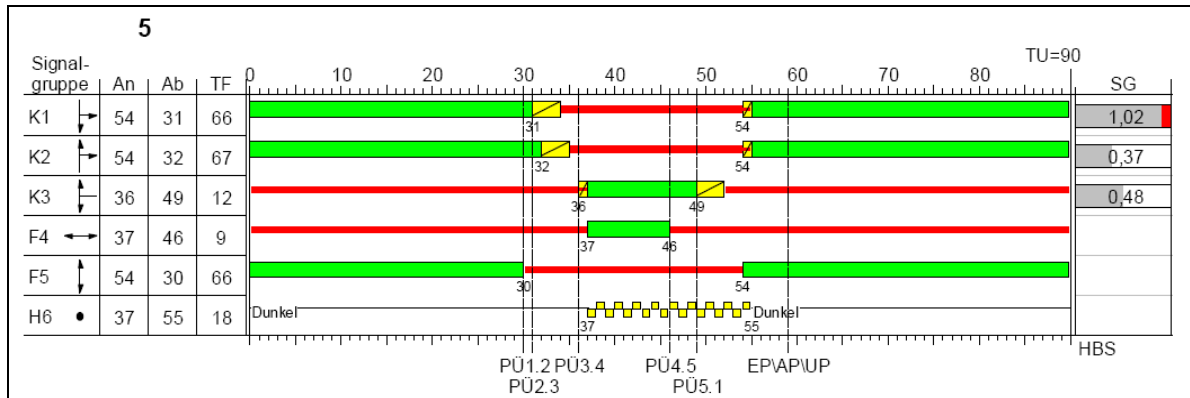 5
TU=90
Signal-
gruppe An Ab TF 0 10 20 30 40 50 60 70 80 SG
K1 54 31 66 31 54 1,02
K2 54 32 67 32 54 0,37
K3 36 49 12 36 49 0,48
F4 37 46 9 37 46
F5 54 30 66 30 54
H6 37 55 18 Dunkel 37 55 Dunkel
HBS
PÜ1.2 PÜ3.4 PÜ4.5 EP\AP\UP
PÜ2.3 PÜ5.1